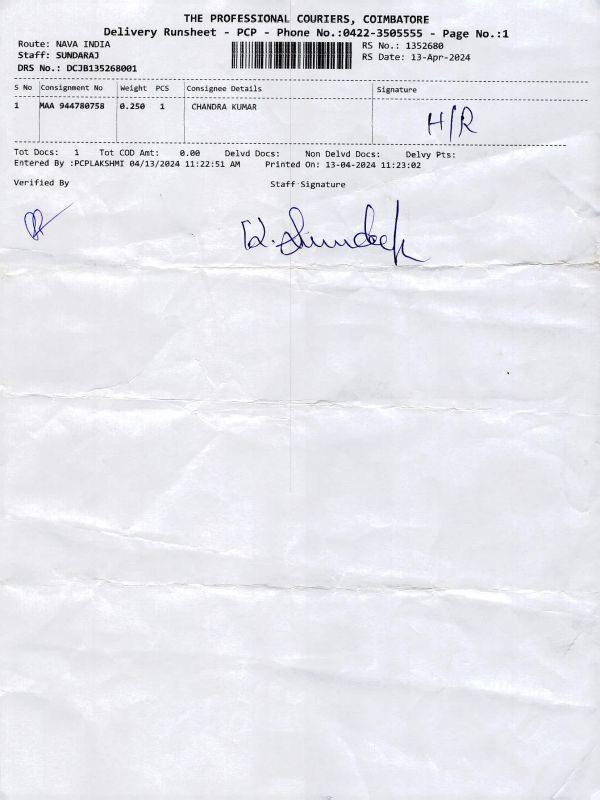 THE PROFESSIONAL COURIERS, COIMBATORE
Delivery Runsheet - PCP - Phone No.:0422-3505555 - Page No.:1
Route: NAVA INDIA
RS No.: 1352680
Staff: SUNDARAJ
RS Date: 13-Apr-2024
DRS No.: DCJB135268001
S No Consignment No Weight PCS Consignee Details Signature
1 MAA 944780758 0.250 1 CHANDRA KUMAR H/R
Tot Docs: 1 Tot COD Amt: 0.00 Delvd Docs: Non Delvd Docs: Delvy Pts:
Entered By :PCPLAKSHMI 04/13/2024 11:22:51 AM Printed On: 13-04-2024 11:23:02
Verified By Staff Signature